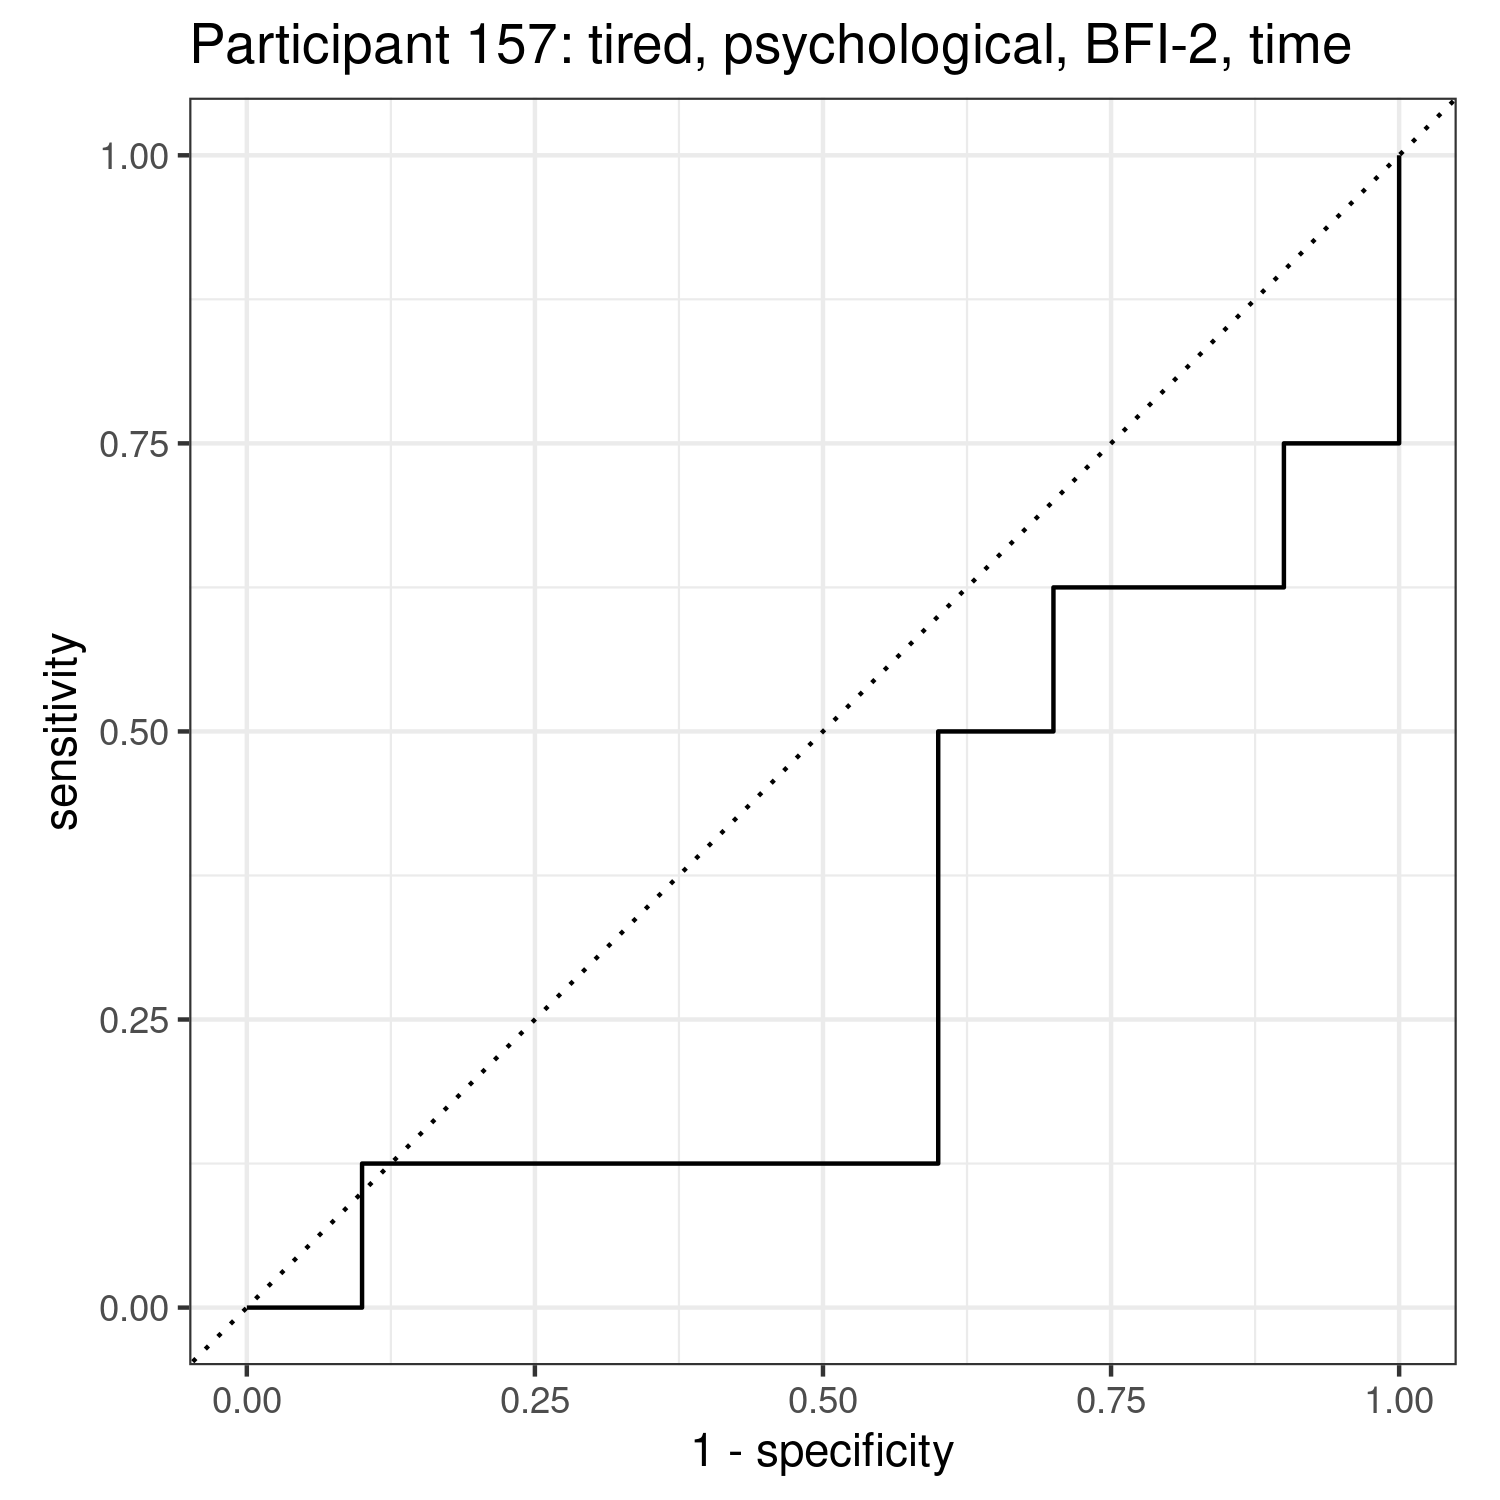 Participant 157: tired, psychological, BFI-2, time
sensitivity
1.00
0.75
0.50
0.25
0.00
0.00 0.25 0.50 0.75 1.00
1 - specificity